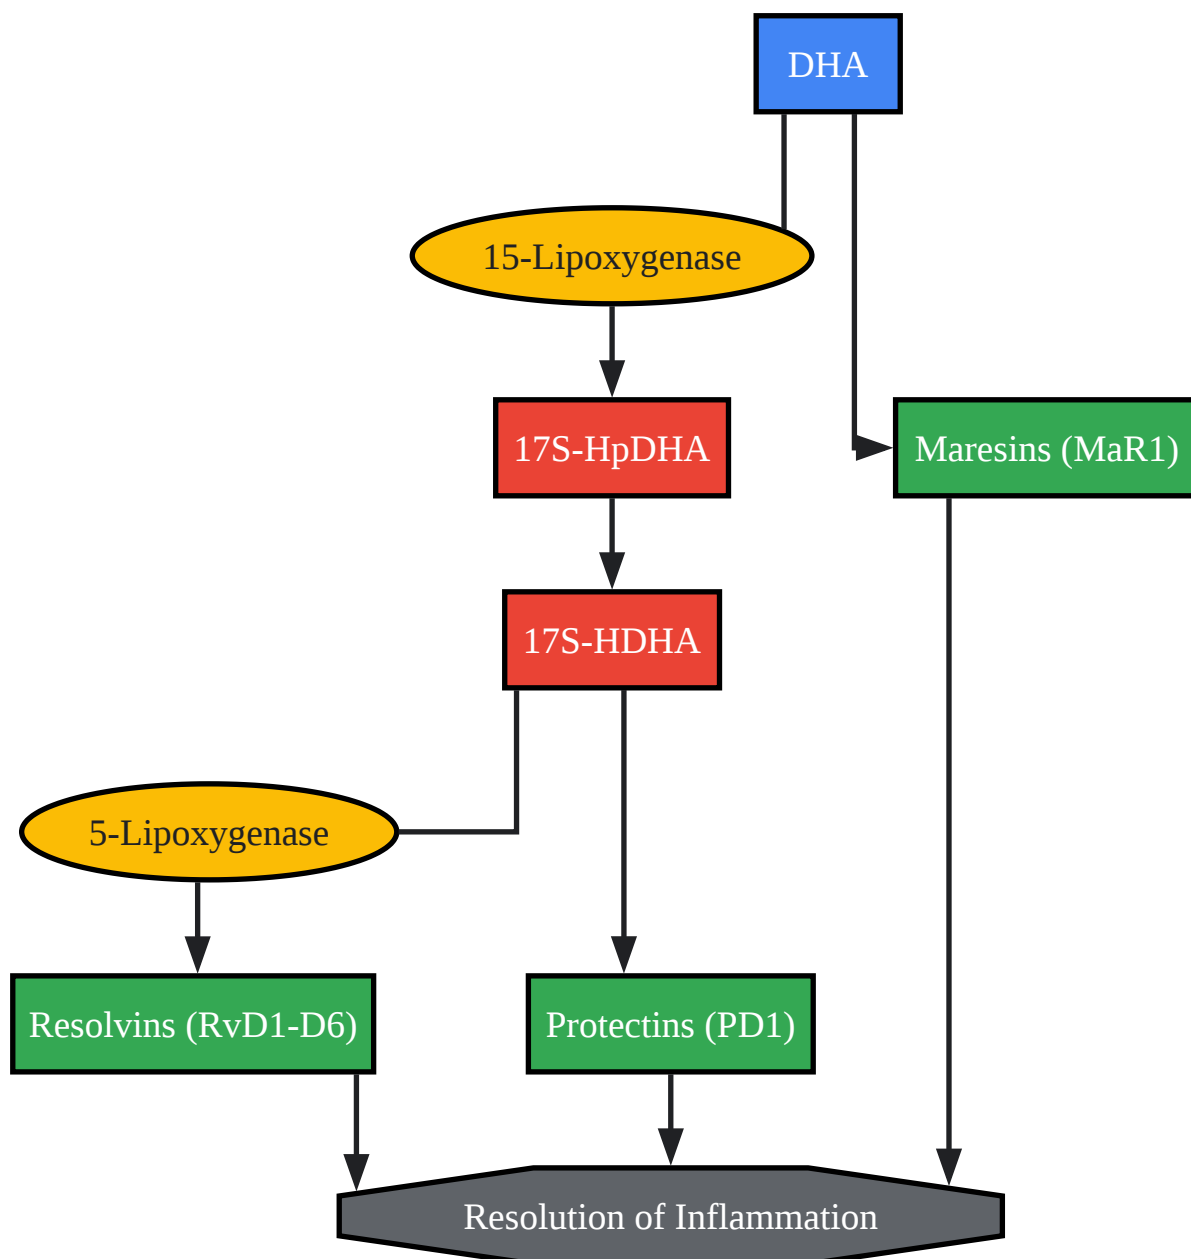 DHA
15-Lipoxygenase
17S-HpDHA
Maresins (MaR1)
17S-HDHA
5-Lipoxygenase
Resolvins (RvD1-D6)
Protectins (PD1)
Resolution of Inflammation